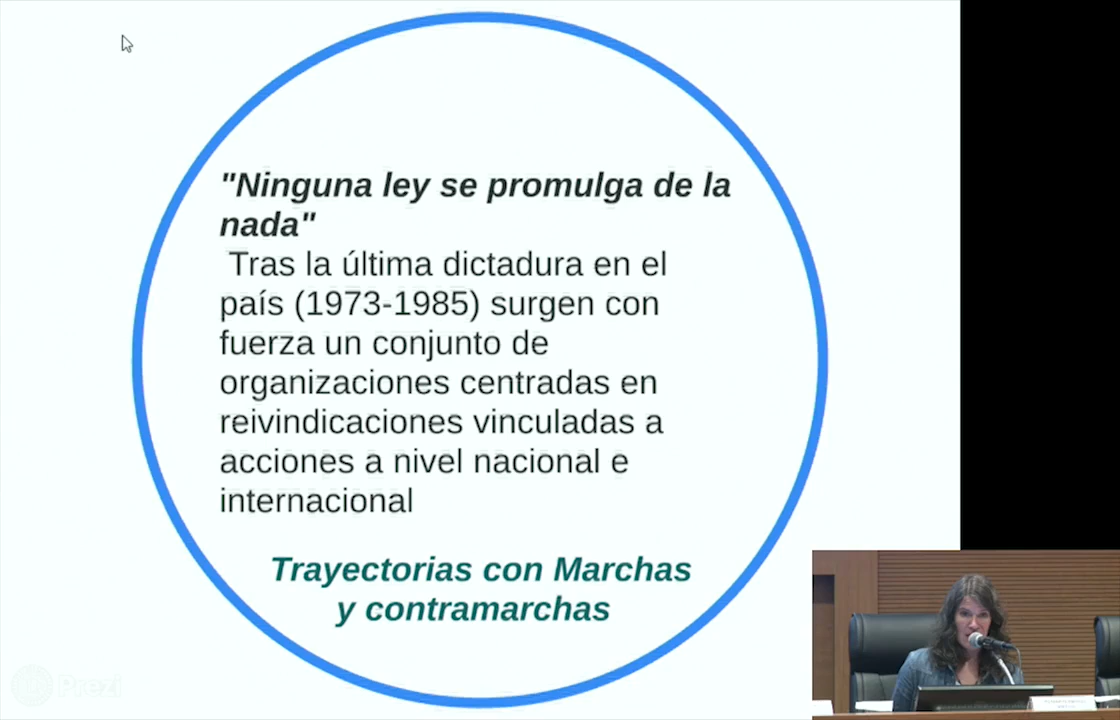 "Ninguna ley se promulga de la
nada"
Tras la última dictadura en el
país (1973-1985) surgen con
fuerza un conjunto de
organizaciones centradas en
reivindicaciones vinculadas a
acciones a nivel nacional e
internacional
Trayectorias con Marchas
y contramarchas
Prezi